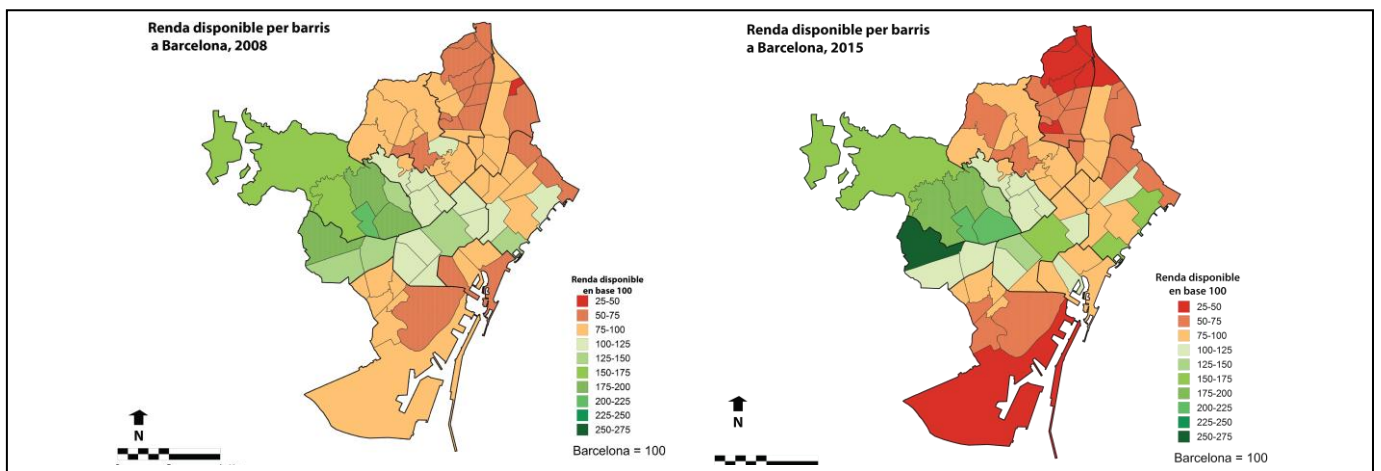 Renda disponible per barris
a Barcelona, 2008
Renda disponible
en base 100
25-50
50-75
75-100
100-125
125-150
150-175
175-200
200-225
225-250
250-275
N
Barcelona = 100
Renda disponible per barris
a Barcelona, 2015
Renda disponible
en base 100
25-50
50-75
75-100
100-125
125-150
150-175
175-200
200-225
225-250
250-275
N
Barcelona = 100